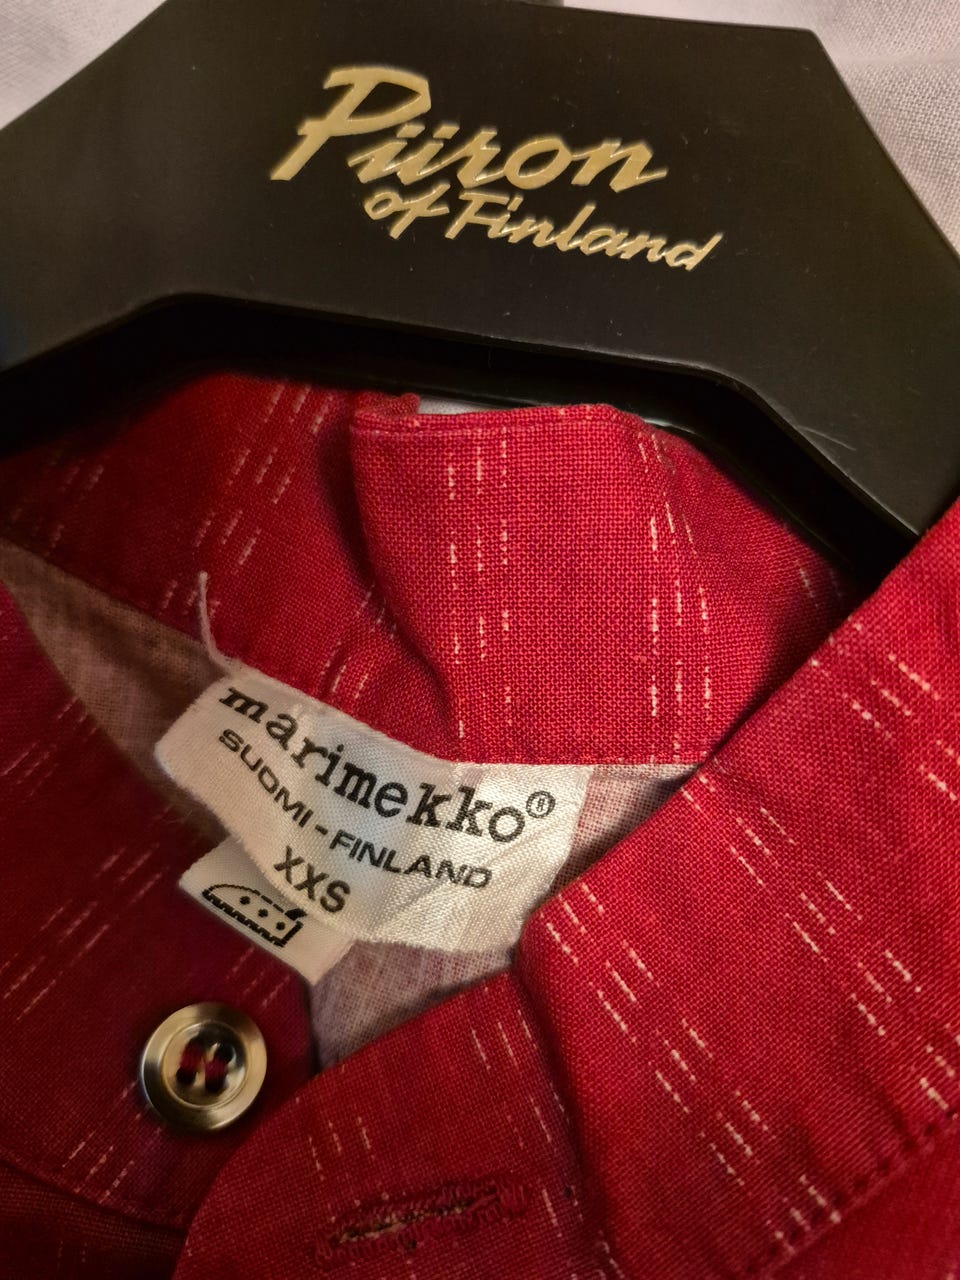 Piiron
of Finland
marimekko®
SUOMI-FINLAND
XXS